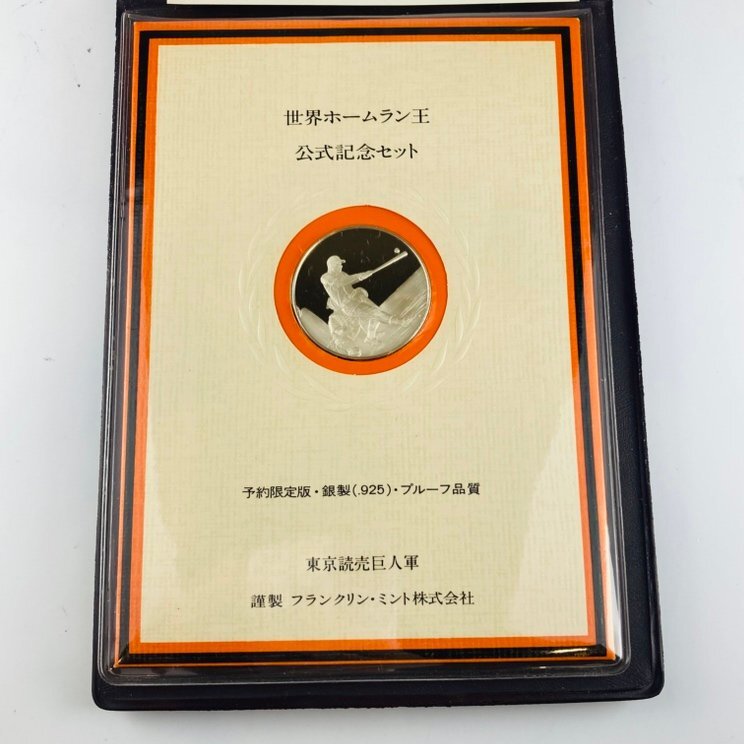 世界ホームラン王
公式記念セット
予約限定版・銀製(.925)・プルーフ品質
東京読売巨人軍
謹製 フランクリン・ミント株式会社